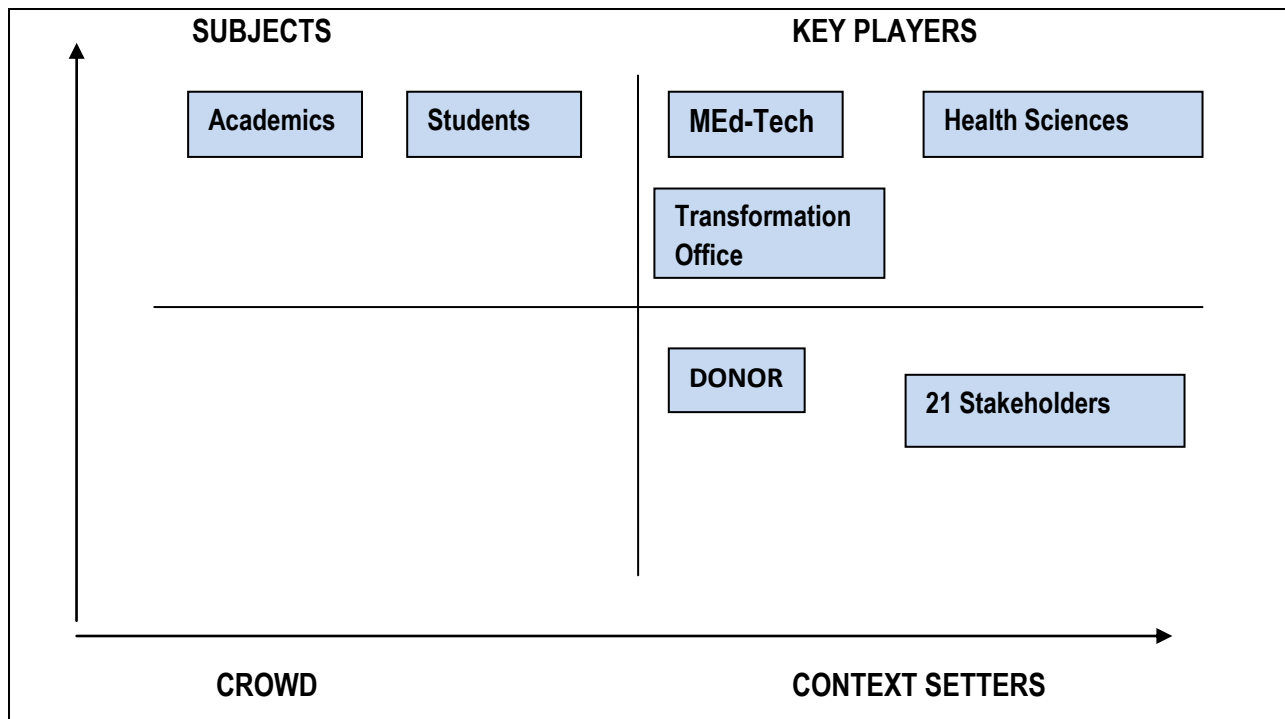 SUBJECTS
KEY PLAYERS
Academics
Students
MEd-Tech
Health Sciences
Transformation
Office
DONOR
21 Stakeholders
CROWD
CONTEXT SETTERS